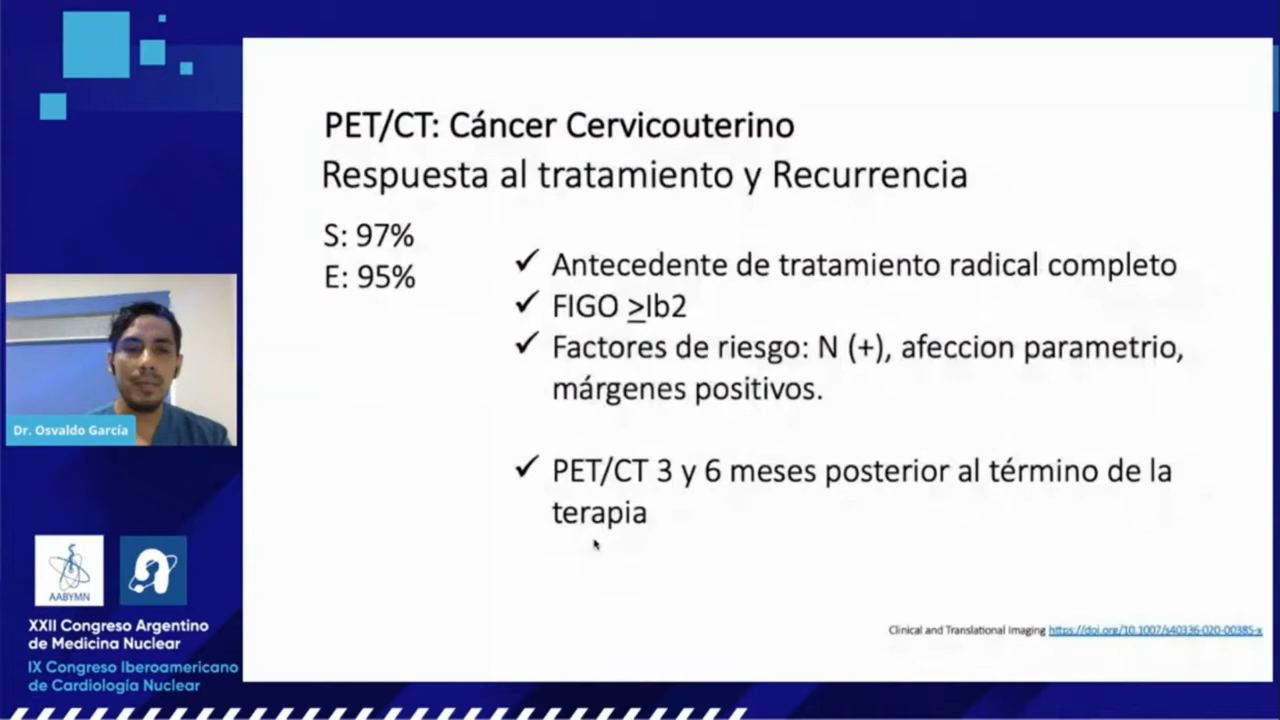 PET/CT: Cáncer Cervicouterino
Respuesta al tratamiento y Recurrencia
S: 97%
E: 95%
✓ Antecedente de tratamiento radical completo
✓ FIGO ≥Ib2
✓ Factores de riesgo: N (+), afeccion parametrio,
márgenes positivos.
✓ PET/CT 3 y 6 meses posterior al término de la
terapia
Clinical and Translational Imaging https://doi.org/10.1007/s40336-020-00385-x
Dr. Osvaldo García
AABYMN
XXII Congreso Argentino
de Medicina Nuclear
IX Congreso Iberoamericano
de Cardiología Nuclear